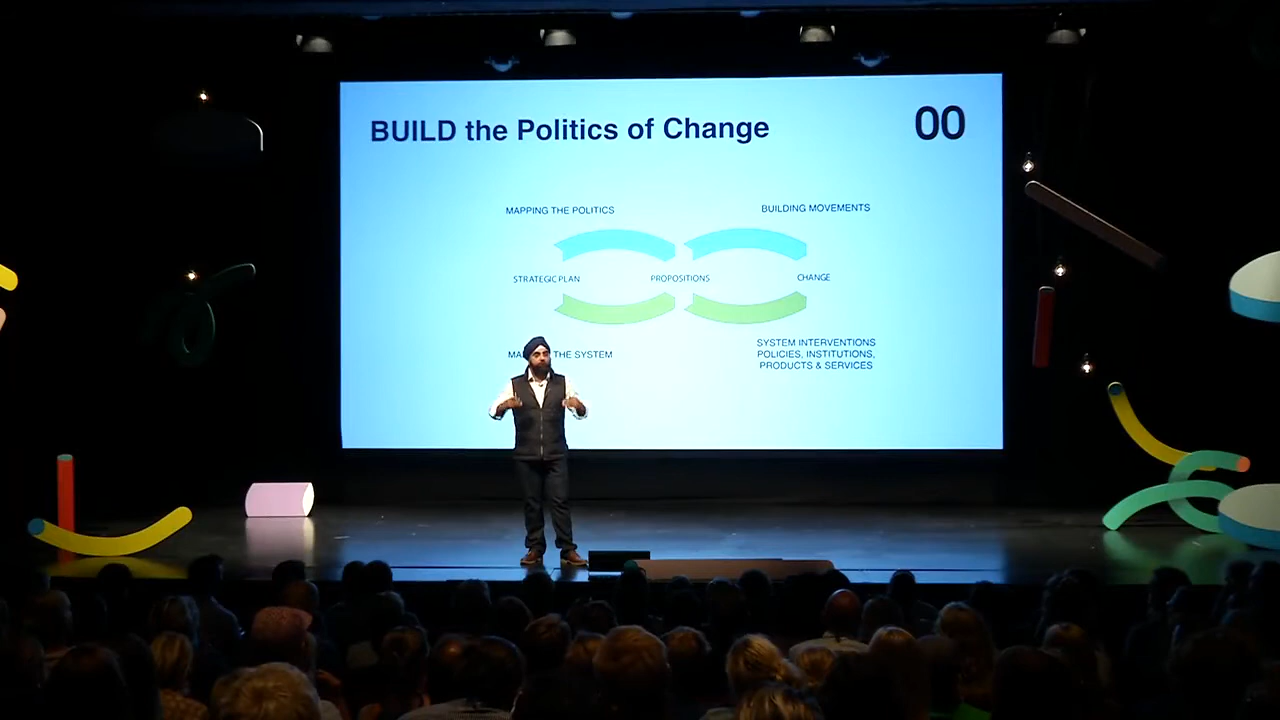 BUILD the Politics of Change
00
MAPPING THE POLITICS
BUILDING MOVEMENTS
STRATEGIC PLAN
PROPOSITIONS
CHANGE
THE SYSTEM
SYSTEM INTERVENTIONS
POLICIES, INSTITUTIONS,
PRODUCTS & SERVICES